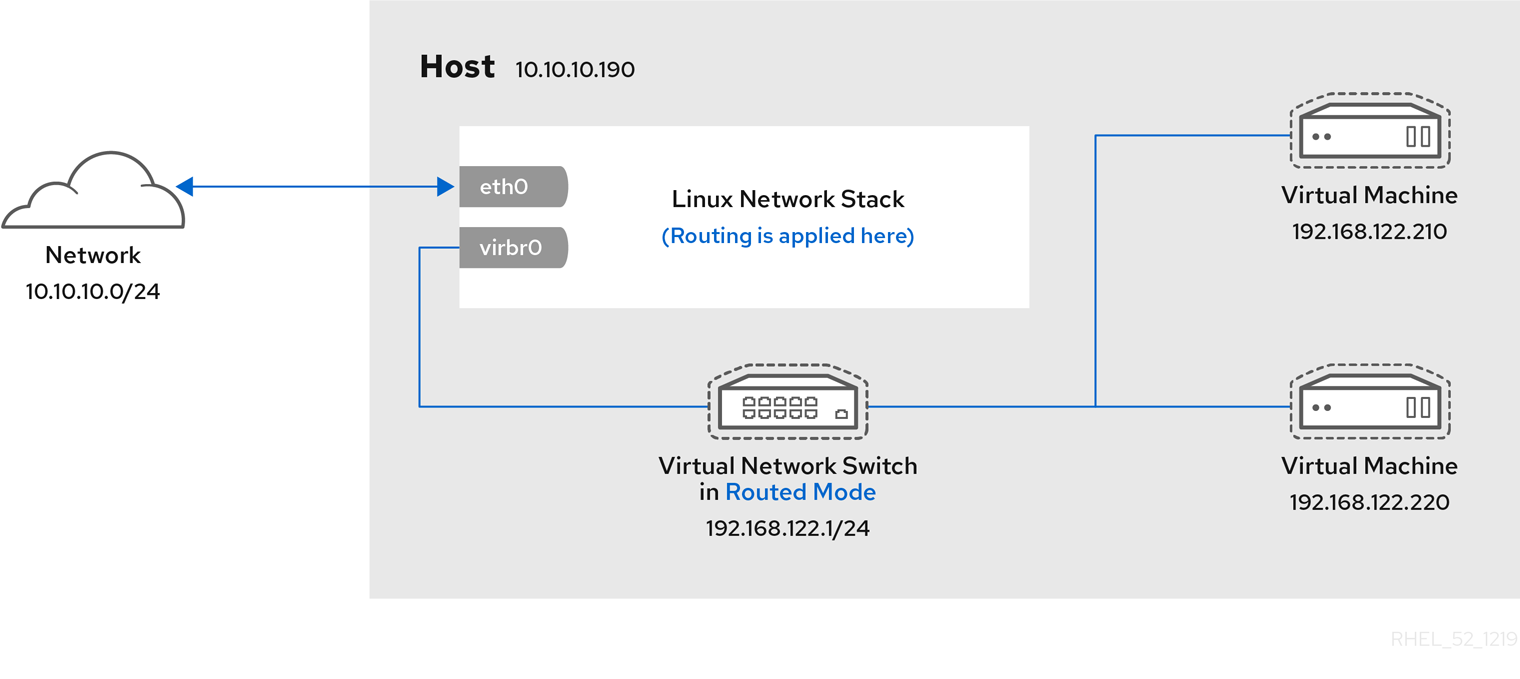 Host 10.10.10.190
eth0
Linux Network Stack
(Routing is applied here)
virbr0
Network
10.10.10.0/24
Virtual Machine
192.168.122.210
Virtual Network Switch
in Routed Mode
192.168.122.1/24
Virtual Machine
192.168.122.220
RHEL_52_1219